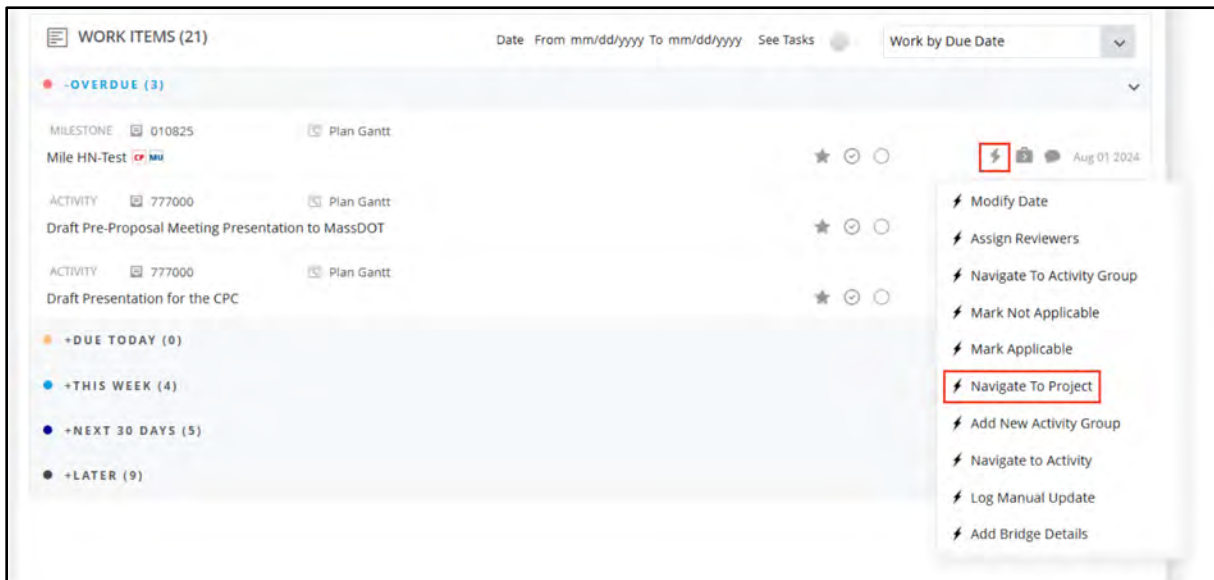 WORK ITEMS (21)
Date From mm/dd/yyyy To mm/dd/yyyy See Tasks Work by Due Date
-OVERDUE (3)
MILESTONE 010825 Plan Gantt
Mile HN-Test CP MU Aug 01 2024
ACTIVITY 777000 Plan Gantt
Draft Pre-Proposal Meeting Presentation to MassDOT
ACTIVITY 777000 Plan Gantt
Draft Presentation for the CPC
+DUE TODAY (0)
+THIS WEEK (4)
+NEXT 30 DAYS (5)
+LATER (9)
Modify Date
Assign Reviewers
Navigate To Activity Group
Mark Not Applicable
Mark Applicable
Navigate To Project
Add New Activity Group
Navigate to Activity
Log Manual Update
Add Bridge Details